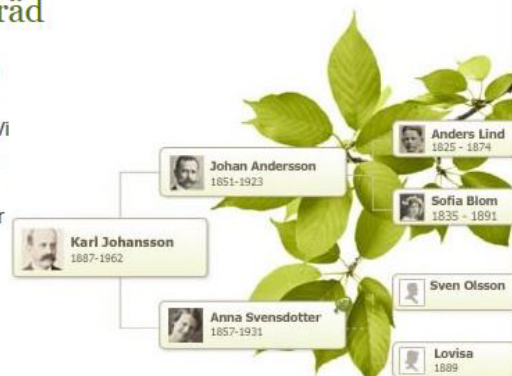 räd
Vi
r
Johan Andersson
1851-1923
Karl Johansson
1887-1962
Anna Svensdotter
1857-1931
Anders Lind
1825 - 1874
Sofia Blom
1835 - 1891
Sven Olsson
Lovisa
1889